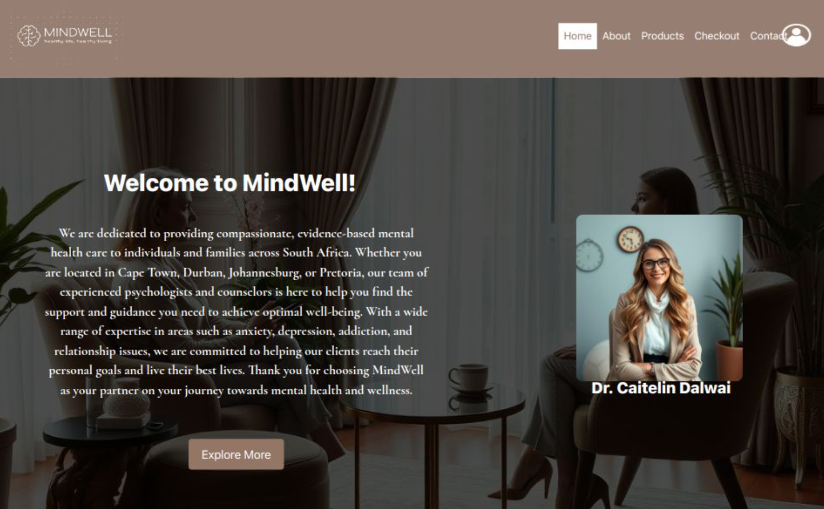 MINDWELL
healthy life, healthy living
Home About Products Checkout Contact
Welcome to MindWell!
We are dedicated to providing compassionate, evidence-based mental
health care to individuals and families across South Africa. Whether you
are located in Cape Town, Durban, Johannesburg, or Pretoria, our team of
experienced psychologists and counselors is here to help you find the
support and guidance you need to achieve optimal well-being. With a wide
range of expertise in areas such as anxiety, depression, addiction, and
relationship issues, we are committed to helping our clients reach their
personal goals and live their best lives. Thank you for choosing MindWell
as your partner on your journey towards mental health and wellness.
Dr. Caitelin Dalwai
Explore More